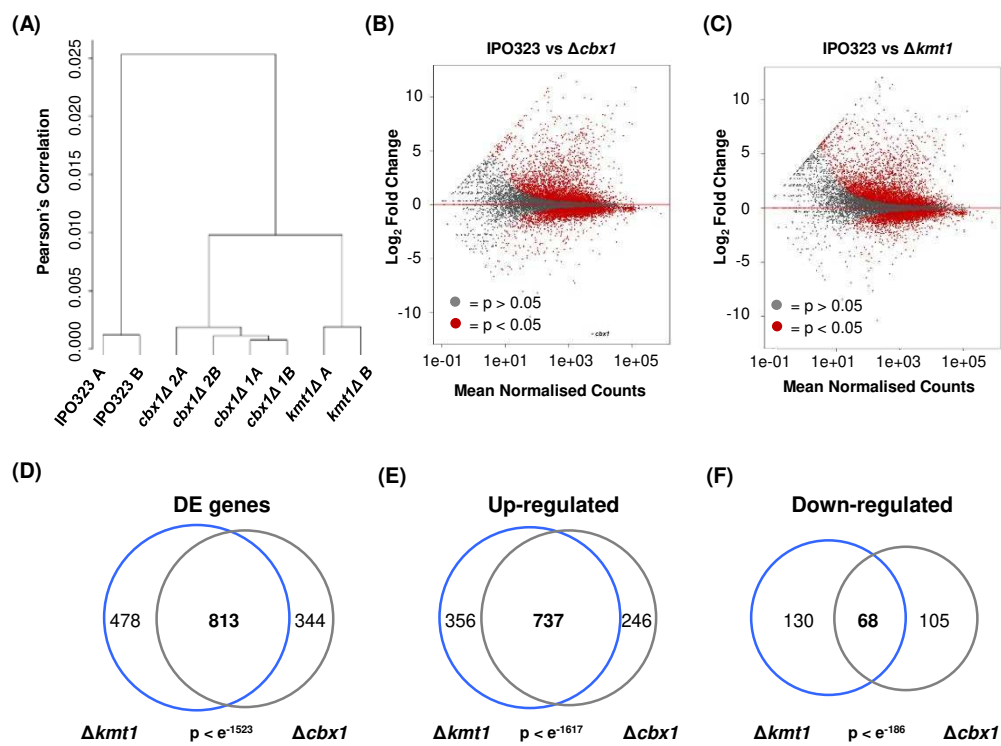 (A)
Pearson's Correlation
0.025
0.020
0.015
0.010
0.005
0.000
IPO323 A
IPO323 B
cbx1Δ 2A
cbx1Δ 2B
cbx1Δ 1A
cbx1Δ 1B
kmt1Δ A
kmt1Δ B
(B)
IPO323 vs Δcbx1
Log₂ Fold Change
10
5
0
-5
-10
= p > 0.05
= p < 0.05
- cbx1
1e-01
1e+01
1e+03
1e+05
Mean Normalised Counts
(C)
IPO323 vs Δkmt1
Log₂ Fold Change
10
5
0
-5
-10
= p > 0.05
= p < 0.05
1e-01
1e+01
1e+03
1e+05
Mean Normalised Counts
(D)
DE genes
478
813
344
Δkmt1
p < e⁻¹⁵²³
Δcbx1
(E)
Up-regulated
356
737
246
Δkmt1
p < e⁻¹⁶¹⁷
Δcbx1
(F)
Down-regulated
130
68
105
Δkmt1
p < e⁻¹⁸⁶
Δcbx1